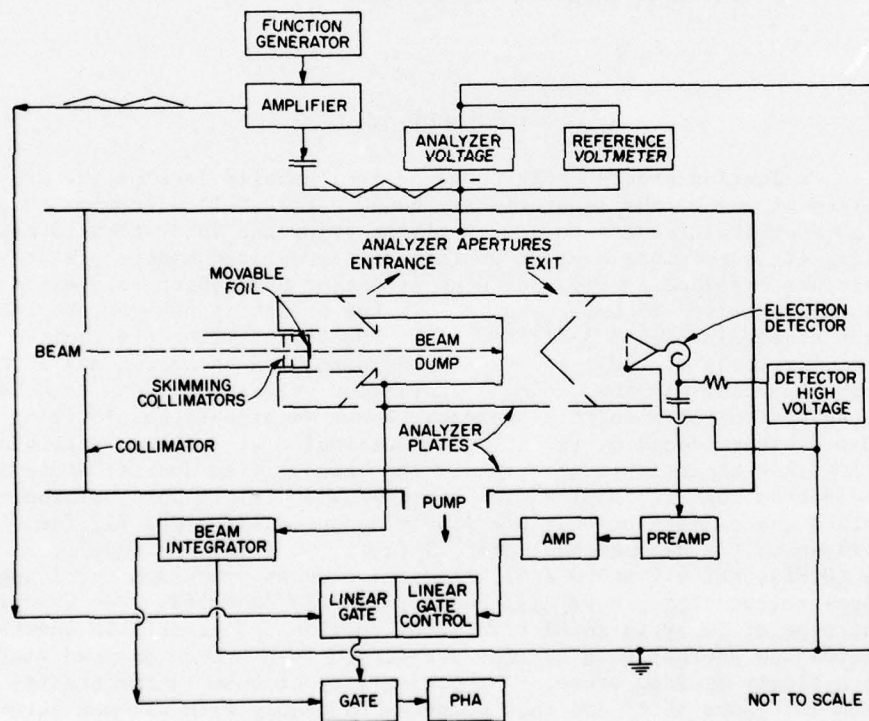 FUNCTION
GENERATOR
AMPLIFIER
ANALYZER
VOLTAGE
REFERENCE
VOLTMETER
ANALYZER APERTURES
ENTRANCE
EXIT
MOVABLE
FOIL
ELECTRON
DETECTOR
BEAM
BEAM
DUMP
SKIMMING
COLLIMATORS
DETECTOR
HIGH
VOLTAGE
COLLIMATOR
ANALYZER
PLATES
PUMP
BEAM
INTEGRATOR
AMP
PREAMP
LINEAR
GATE
LINEAR
GATE
CONTROL
GATE
PHA
NOT TO SCALE